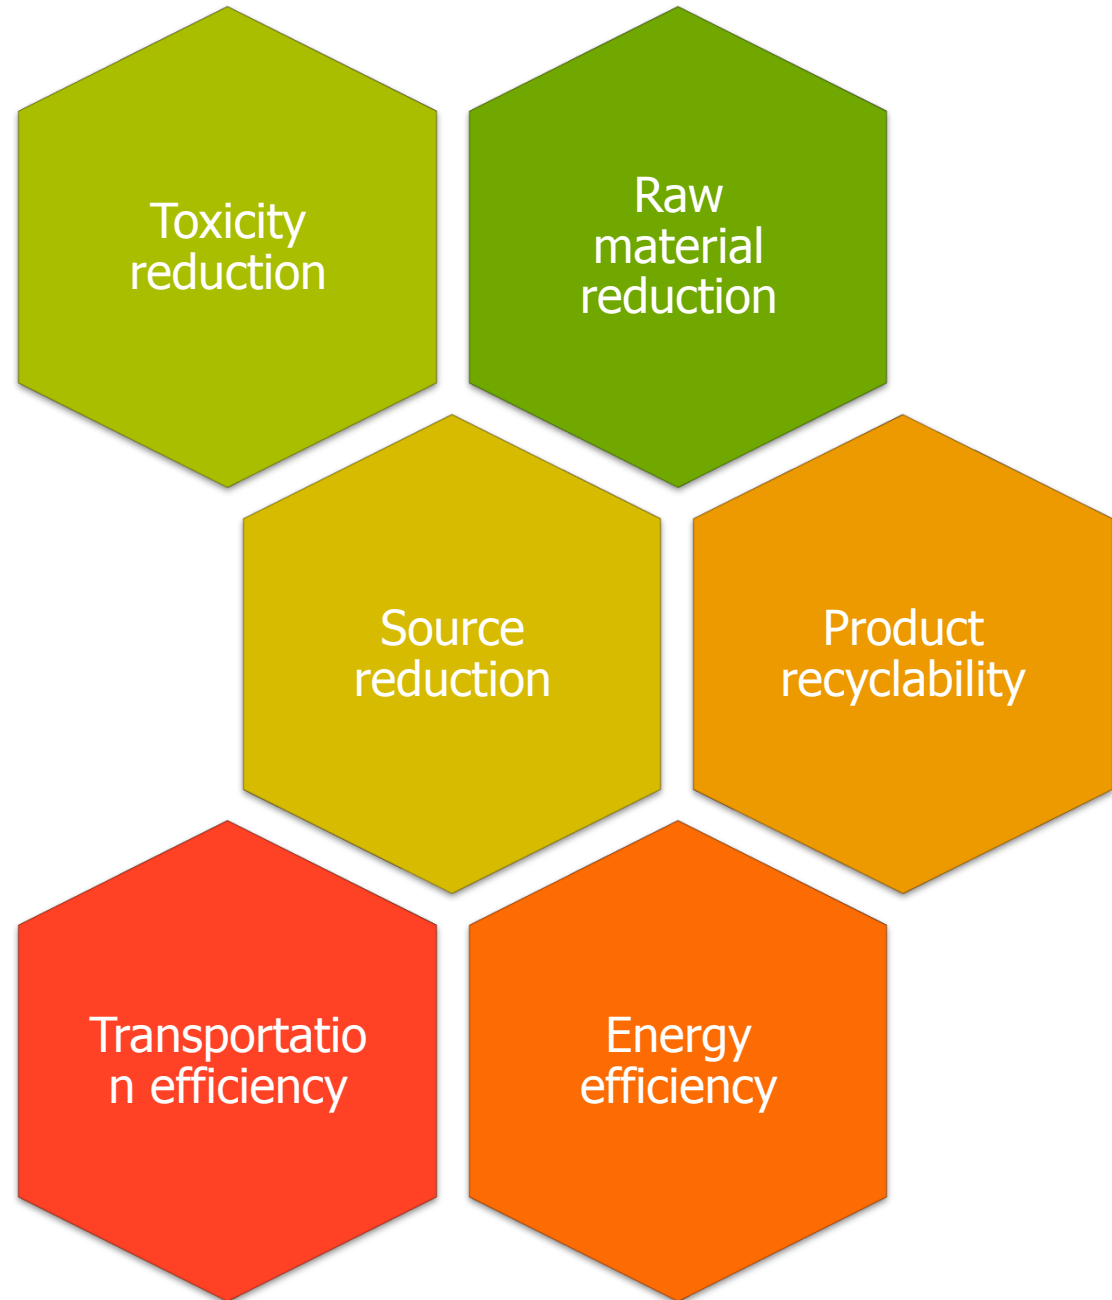 Toxicity
reduction
Raw
material
reduction
Source
reduction
Product
recyclability
Transportatio
n efficiency
Energy
efficiency